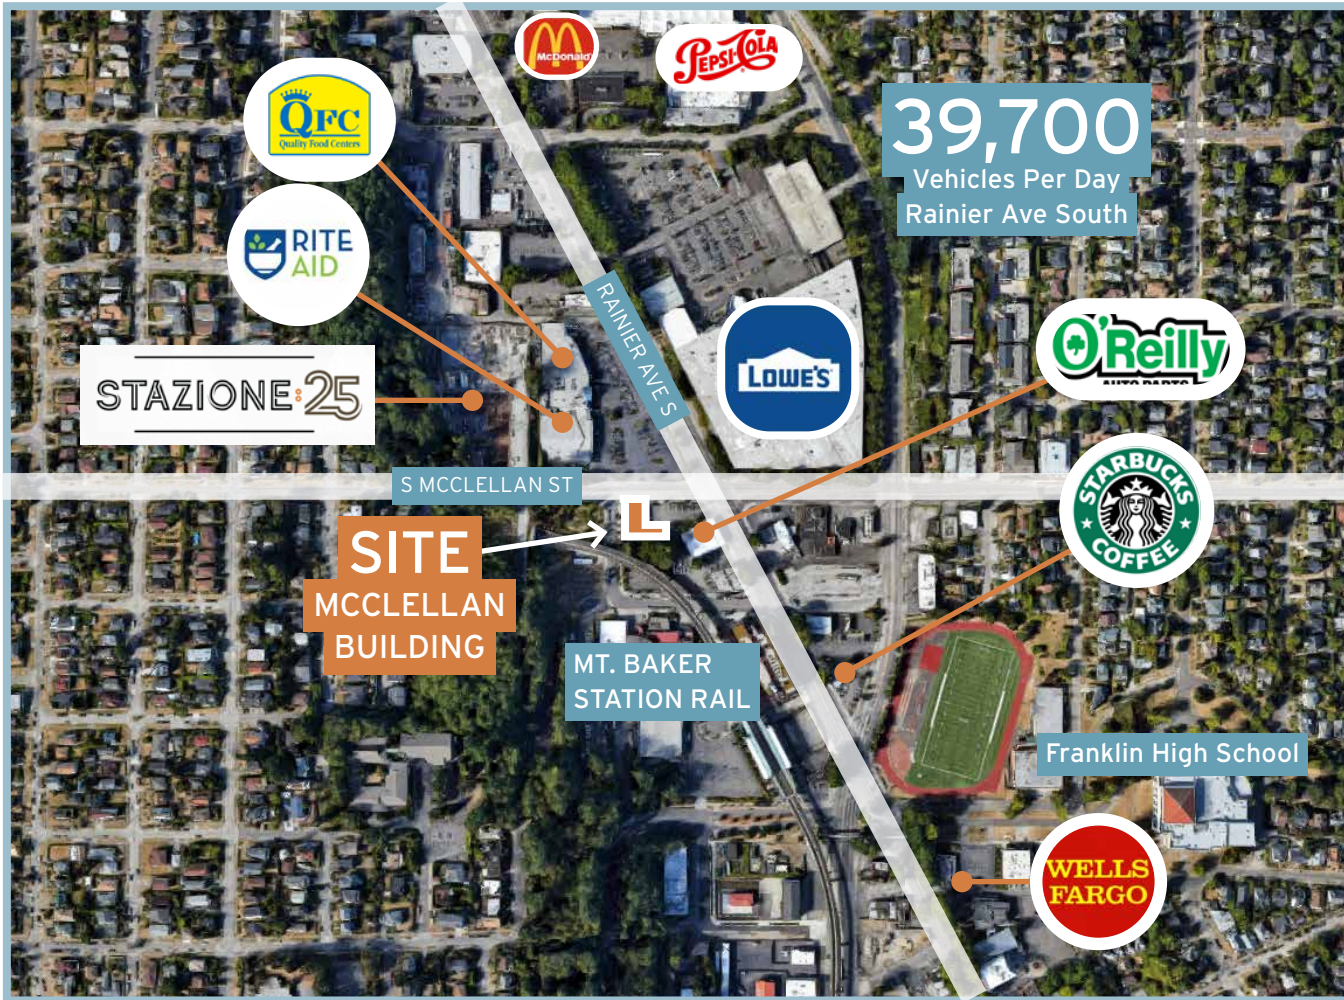 McDonald's
PEPSI-COLA
QFC
Quality Food Centers
39,700
Vehicles Per Day
Rainier Ave South
RITE
AID
RAINIER AVE S
O'Reilly
AUTO PARTS
LOWE'S
STAZIONE:25
STARBUCKS
COFFEE
S MCCLELLAN ST
SITE
MCCLELLAN
BUILDING
MT. BAKER
STATION RAIL
Franklin High School
WELLS
FARGO